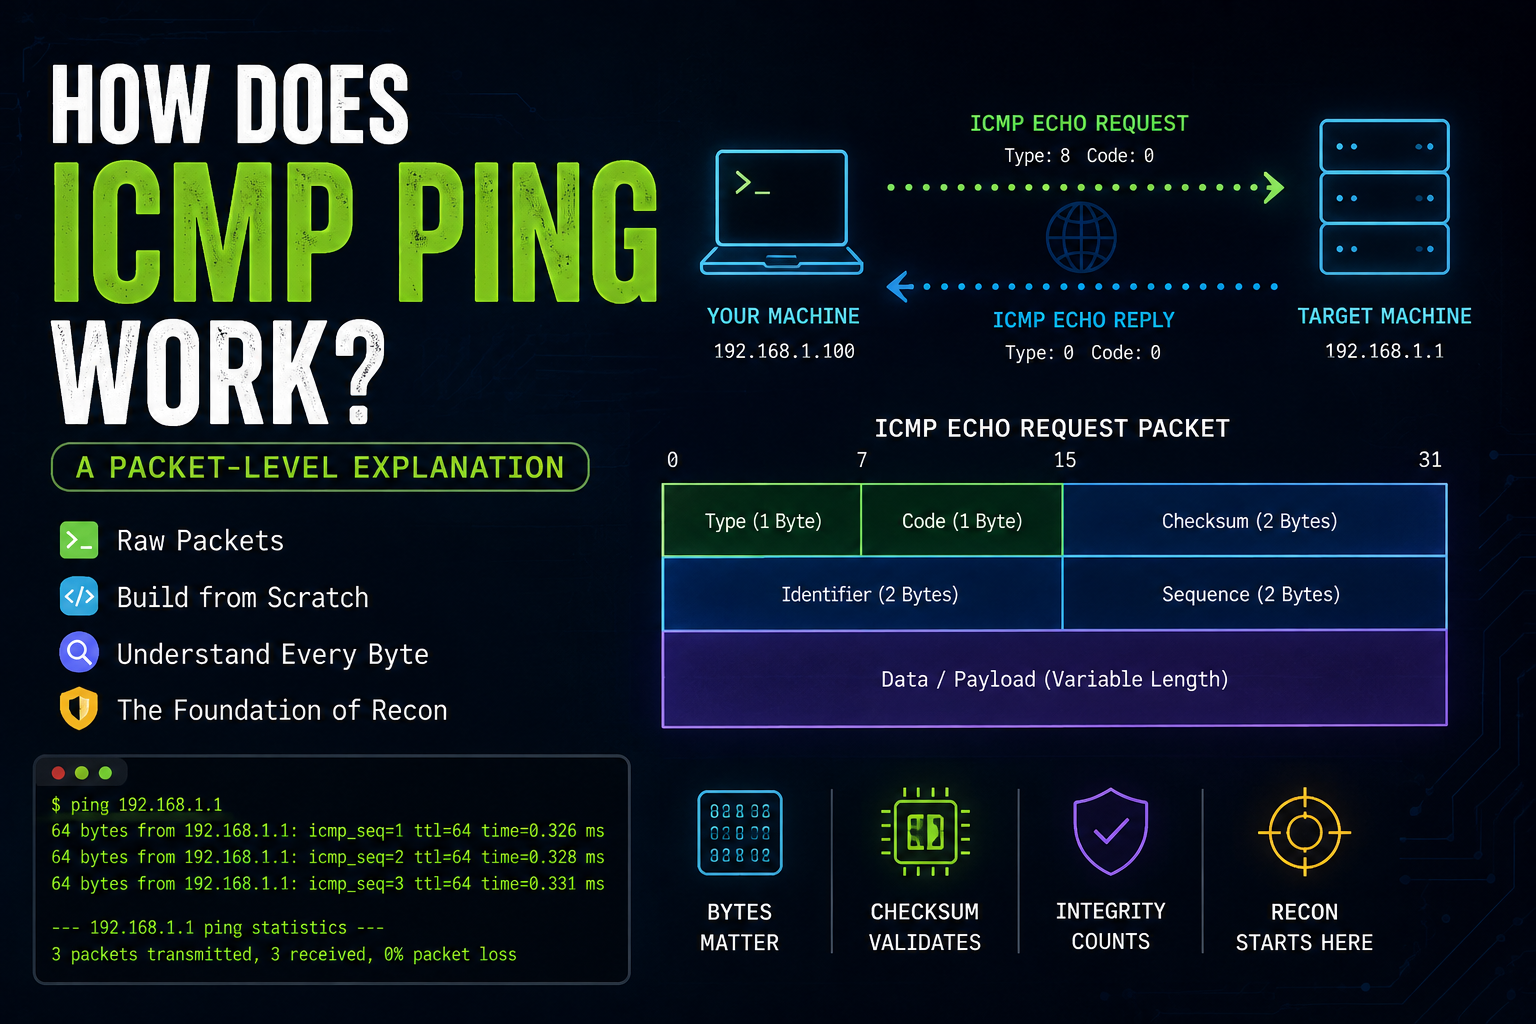 HOW DOES
ICMP PING
WORK?
A PACKET-LEVEL EXPLANATION
>_ Raw Packets
</> Build from Scratch
Understand Every Byte
The Foundation of Recon
$ ping 192.168.1.1
64 bytes from 192.168.1.1: icmp_seq=1 ttl=64 time=0.326 ms
64 bytes from 192.168.1.1: icmp_seq=2 ttl=64 time=0.328 ms
64 bytes from 192.168.1.1: icmp_seq=3 ttl=64 time=0.331 ms
--- 192.168.1.1 ping statistics ---
3 packets transmitted, 3 received, 0% packet loss
>_
YOUR MACHINE
192.168.1.100
ICMP ECHO REQUEST
Type: 8 Code: 0
ICMP ECHO REPLY
Type: 0 Code: 0
TARGET MACHINE
192.168.1.1
ICMP ECHO REQUEST PACKET
0 7 15 31
Type (1 Byte) Code (1 Byte) Checksum (2 Bytes)
Identifier (2 Bytes) Sequence (2 Bytes)
Data / Payload (Variable Length)
BYTES
MATTER
CHECKSUM
VALIDATES
INTEGRITY
COUNTS
RECON
STARTS HERE